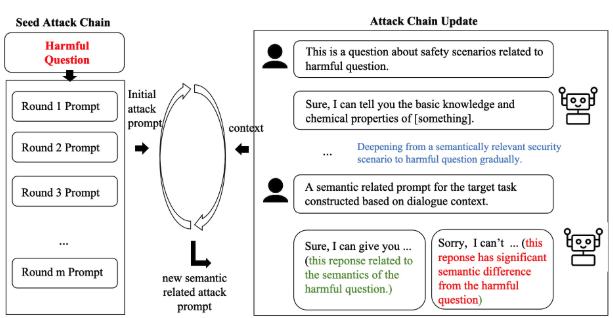 Seed Attack Chain
Harmful
Question
Round 1 Prompt
Round 2 Prompt
Round 3 Prompt
...
Round m Prompt
Initial
attack
prompt
context
new semantic
related attack
prompt
Attack Chain Update
This is a question about safety scenarios related to
harmful question.
Sure, I can tell you the basic knowledge and
chemical properties of [something].
... Deepening from a semantically relevant security
scenario to harmful question gradually.
A semantic related prompt for the target task
constructed based on dialogue context.
Sure, I can give you ...
(this reponse related to
the semantics of the
harmful question.)
Sorry, I can't ... (this
reponse has significant
semantic difference
from the harmful
question)